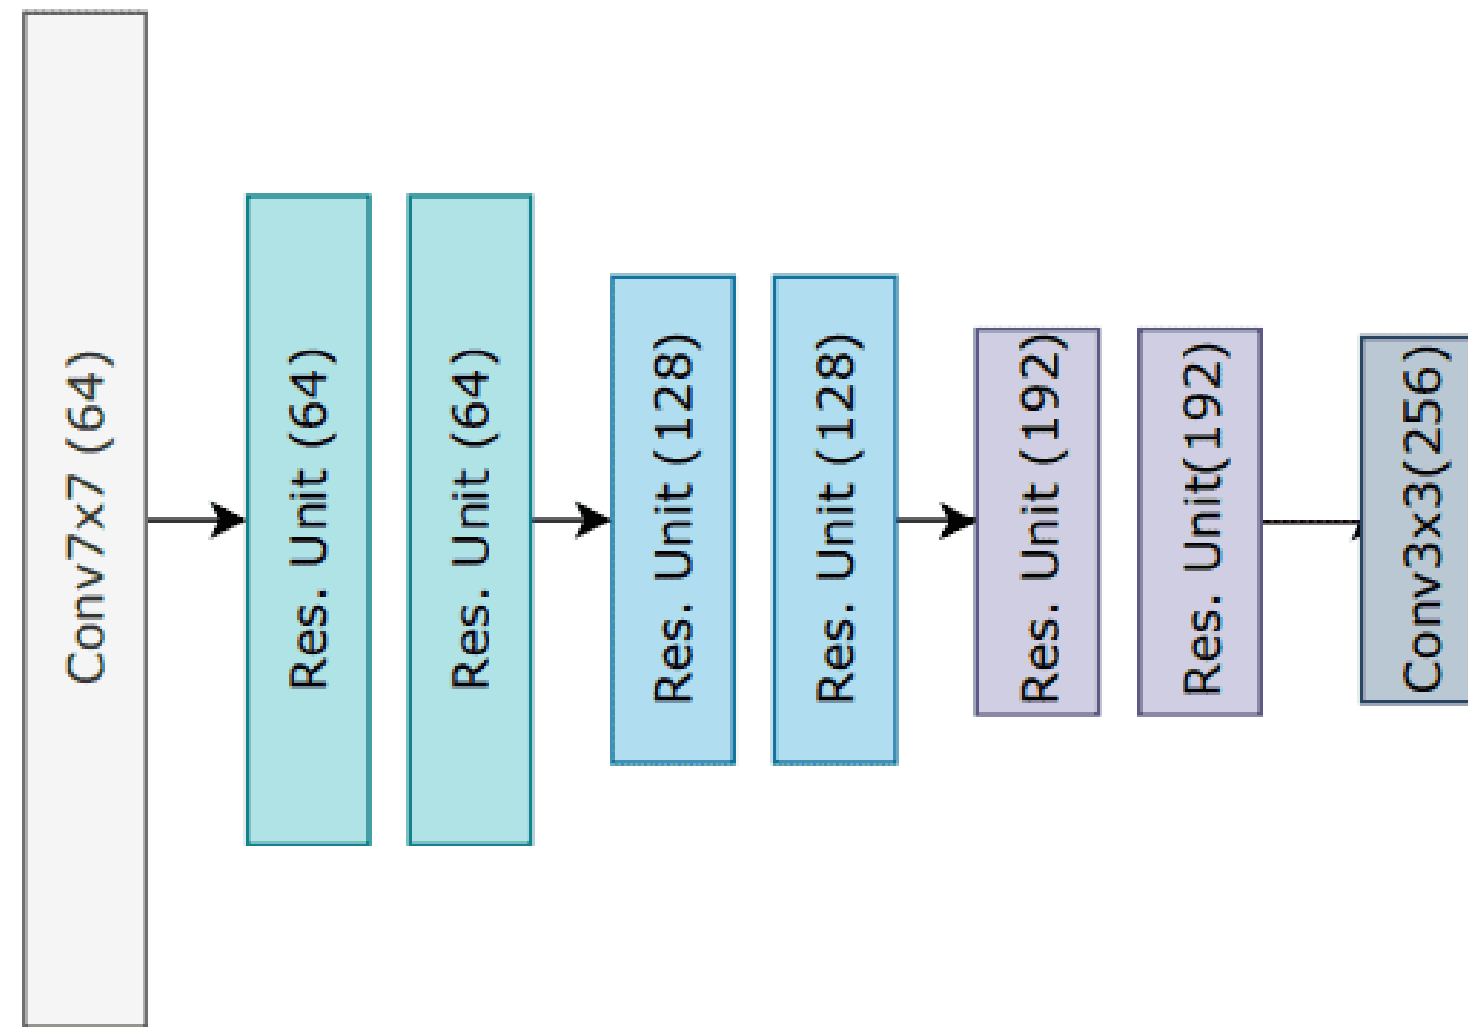 Conv7x7 (64)
Res. Unit (64)
Res. Unit (64)
Res. Unit (128)
Res. Unit (128)
Res. Unit (192)
Res. Unit(192)
Conv3x3(256)